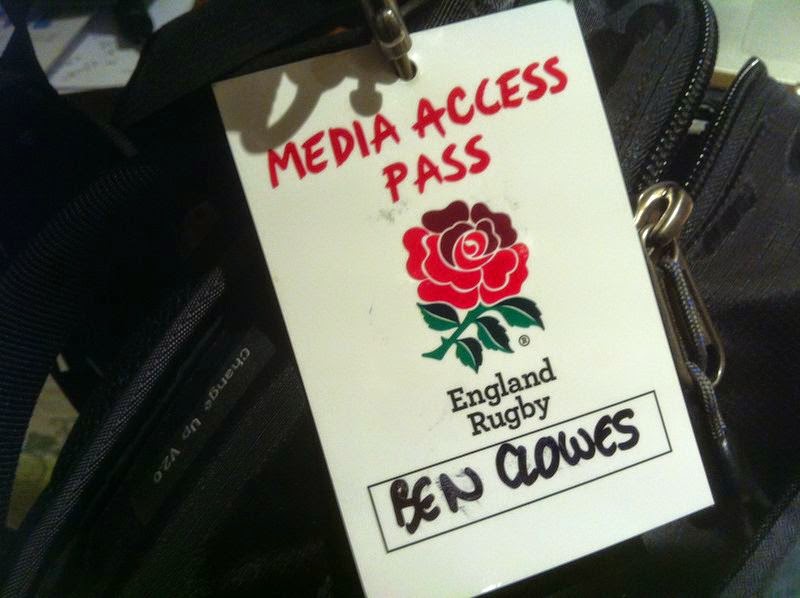 MEDIA ACCESS
PASS
®
England
Rugby
BEN CLOWES
Change Up V2.0